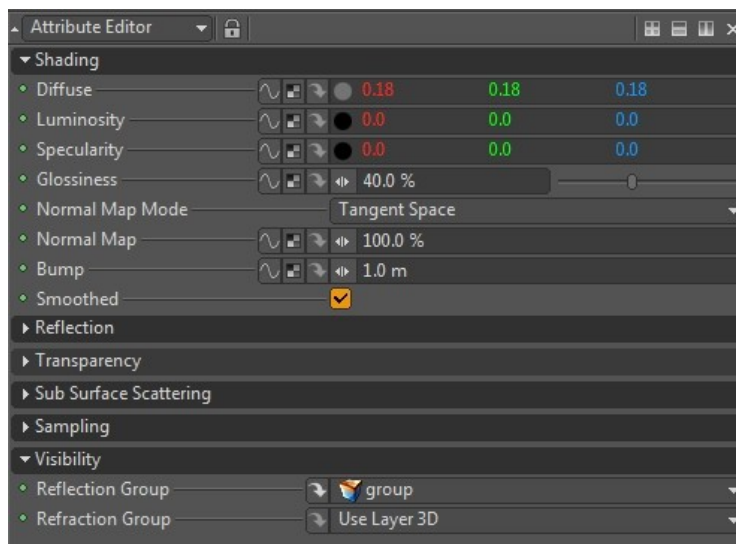 Attribute Editor
Shading
Diffuse 0.18 0.18 0.18
Luminosity 0.0 0.0 0.0
Specularity 0.0 0.0 0.0
Glossiness 40.0 %
Normal Map Mode Tangent Space
Normal Map 100.0 %
Bump 1.0 m
Smoothed
Reflection
Transparency
Sub Surface Scattering
Sampling
Visibility
Reflection Group group
Refraction Group Use Layer 3D